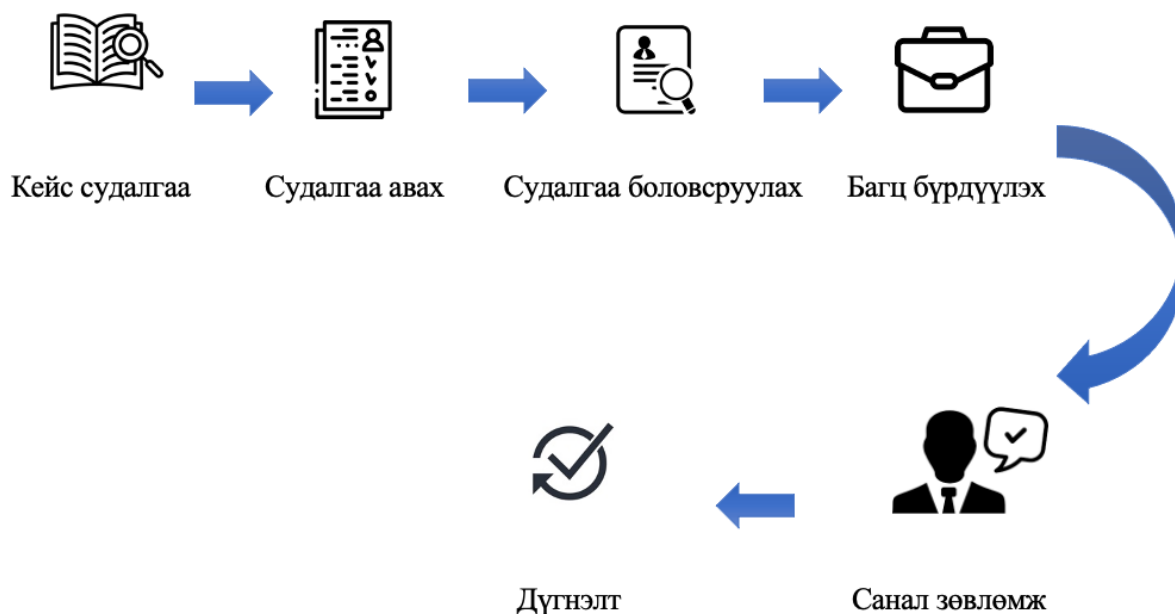 Кейс судалгаа
Судалгаа авах
Судалгаа боловсруулах
Багц бүрдүүлэх
Дүгнэлт
Санал зөвлөмж